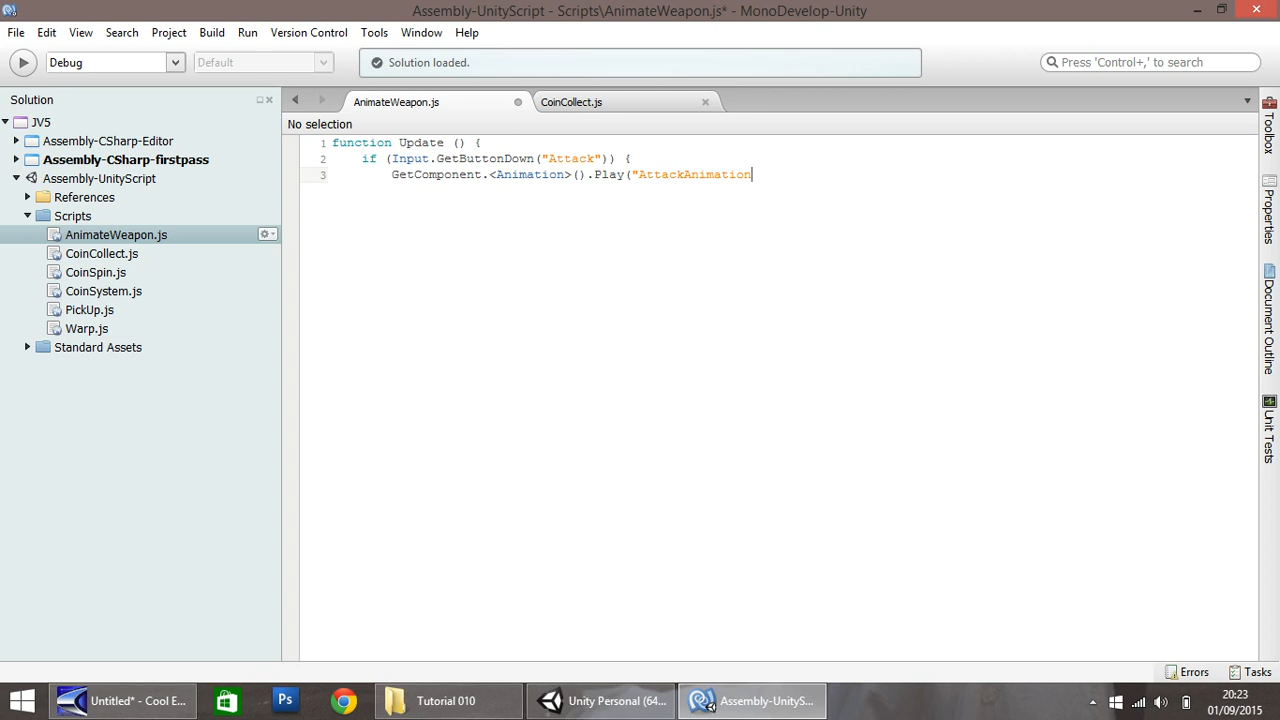 Assembly-UnityScript - Scripts\AnimateWeapon.js* - MonoDevelop-Unity
File Edit View Search Project Build Run Version Control Tools Window Help
Debug Default Solution loaded. Press 'Control+,' to search
Solution
AnimateWeapon.js CoinCollect.js
No selection
JV5
Assembly-CSharp-Editor
Assembly-CSharp-firstpass
Assembly-UnityScript
References
Scripts
AnimateWeapon.js
CoinCollect.js
CoinSpin.js
CoinSystem.js
PickUp.js
Warp.js
Standard Assets
1 function Update () {
2 if (Input.GetButtonDown("Attack")) {
3 GetComponent.<Animation>().Play("AttackAnimation
Toolbox
Properties
Document Outline
Unit Tests
Errors Tasks
Untitled* - Cool E...
Ps
Tutorial 010
Unity Personal (64...
Assembly-UnityS...
20:23
01/09/2015